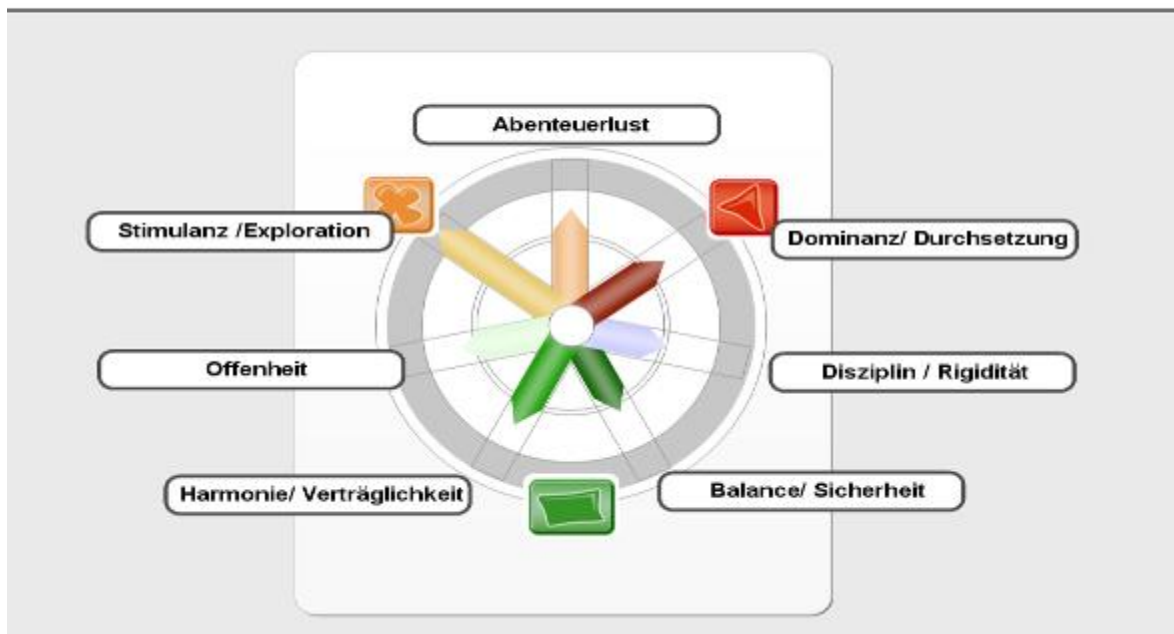 Abenteuerlust
Stimulanz /Exploration
Dominanz/ Durchsetzung
Offenheit
Disziplin / Rigidität
Harmonie/ Verträglichkeit
Balance/ Sicherheit